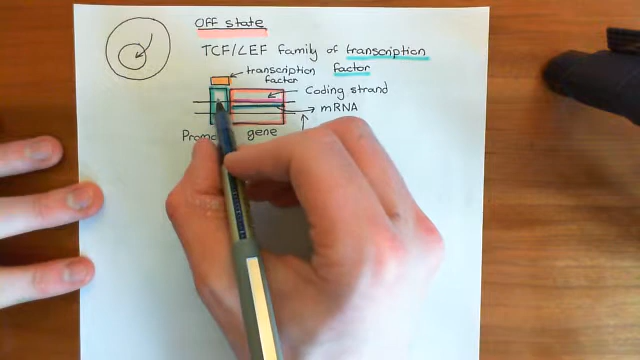 OFF state
TCF/LEF family of transcription
factor
transcription
factor
Coding strand
mRNA
gene